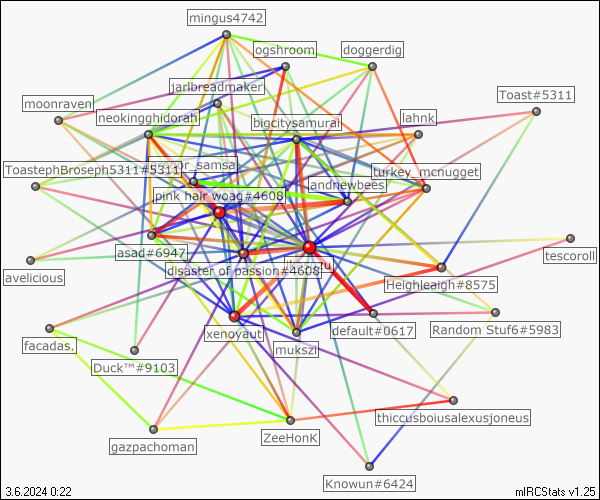 mingus4742
ogshroom
doggerdig
jarlbreadmaker
Toast#5311
moonraven
neokingghidorah
bigcitysamurai
lahnk
ToastephBroseph5311#5311
samsa
turkey_mcnugget
andnewbees
pink hair woag#4608
asad#6947
tescoroll
avelicious
disaster of passion#4608
Heighleaigh#8575
xenoyaut
default#0617
Random Stuf6#5983
facadas.
mukszi
Duck™#9103
thiccusboiusalexusjoneus
gazpachoman
ZeeHonK
Knowun#6424
3.6.2024 0:22
mIRCStats v1.25